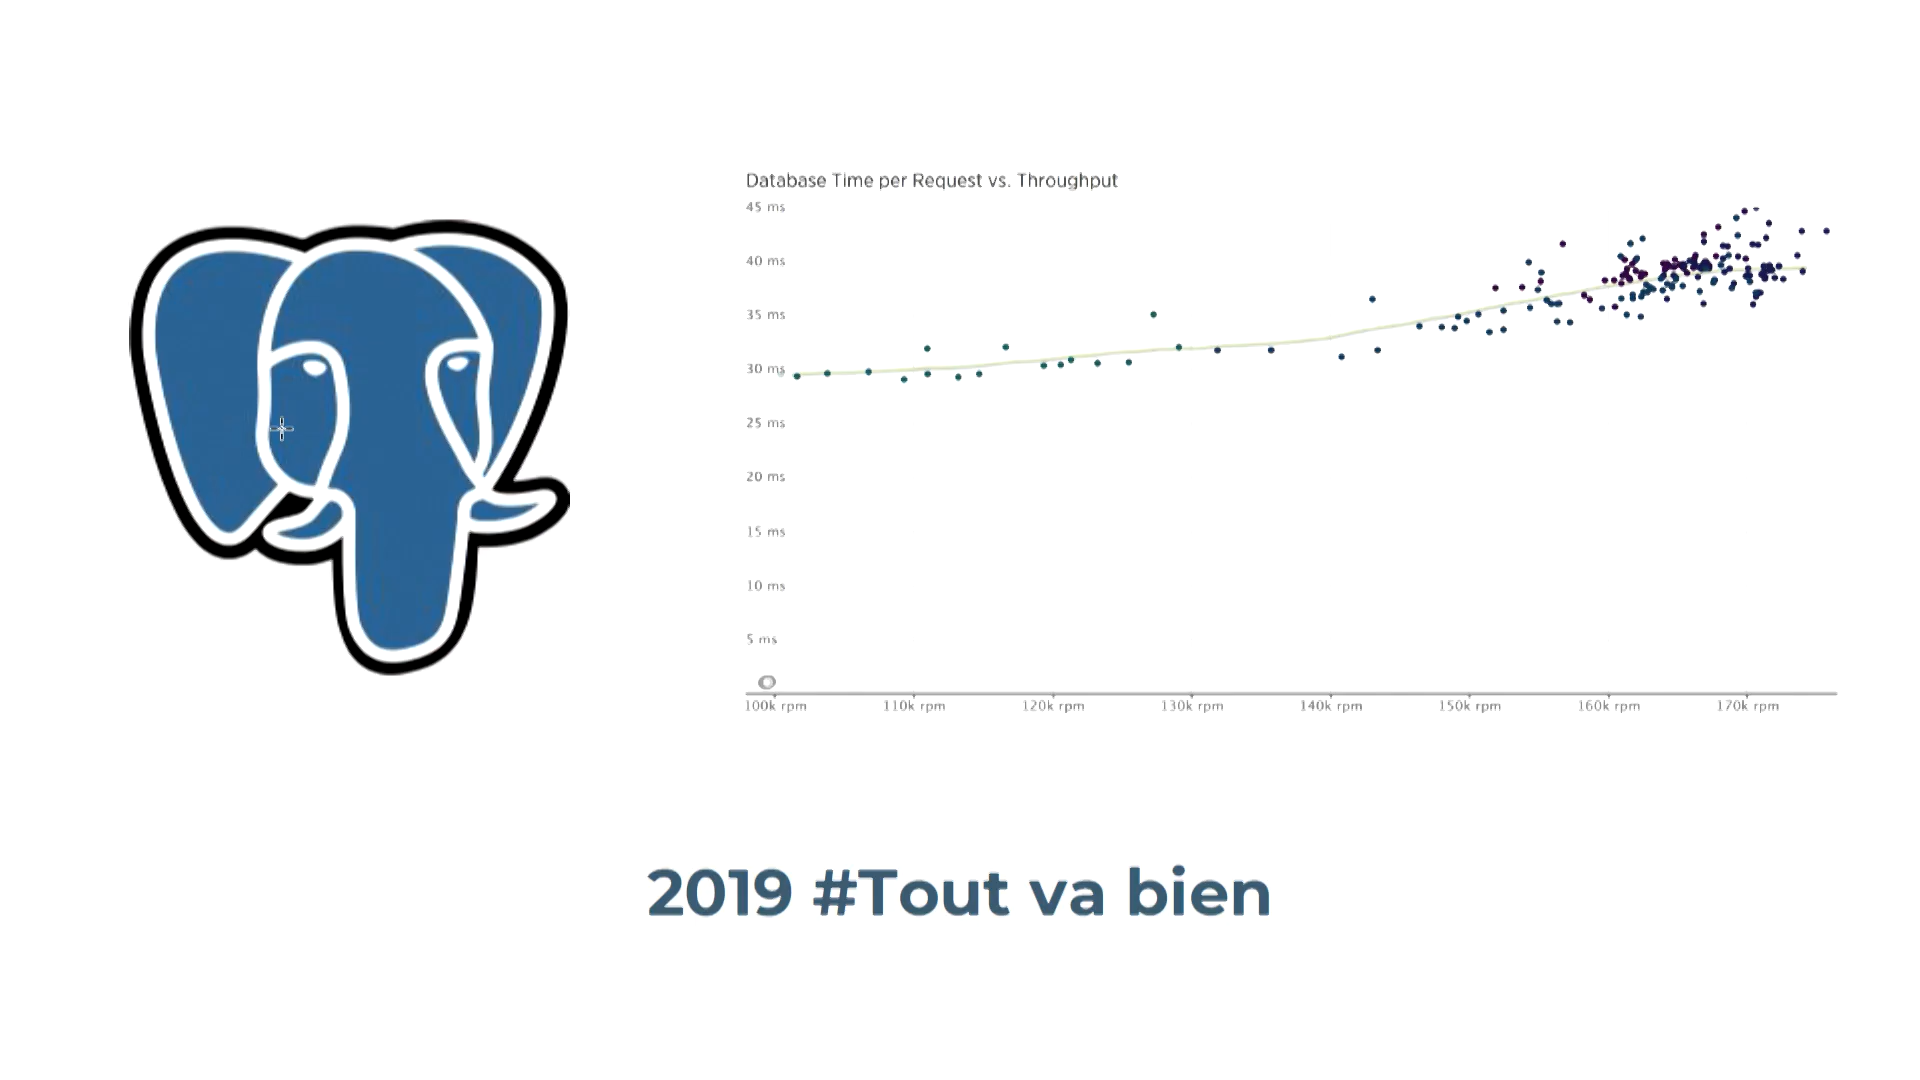 Database Time per Request vs. Throughput
45 ms
40 ms
35 ms
30 ms
25 ms
20 ms
15 ms
10 ms
5 ms
100k rpm 110k rpm 120k rpm 130k rpm 140k rpm 150k rpm 160k rpm 170k rpm
2019 #Tout va bien